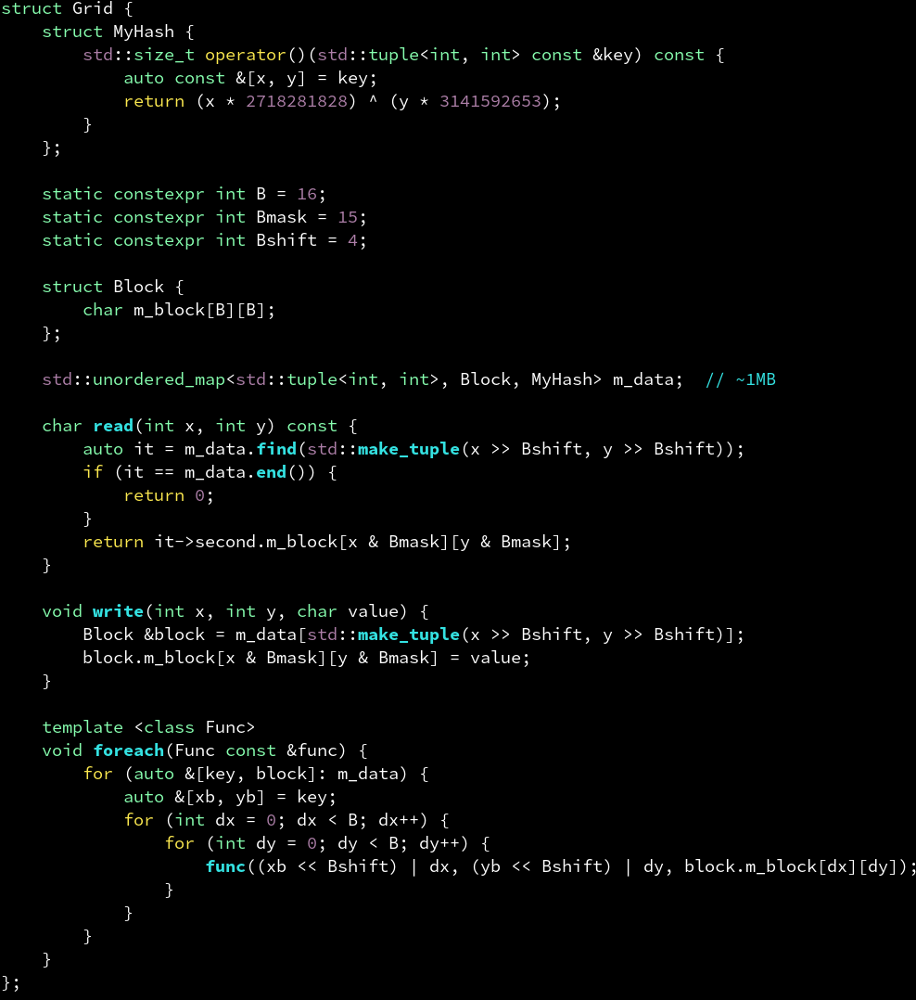 struct Grid {
    struct MyHash {
        std::size_t operator()(std::tuple<int, int> const &key) const {
            auto const &[x, y] = key;
            return (x * 2718281828) ^ (y * 3141592653);
        }
    };

    static constexpr int B = 16;
    static constexpr int Bmask = 15;
    static constexpr int Bshift = 4;

    struct Block {
        char m_block[B][B];
    };

    std::unordered_map<std::tuple<int, int>, Block, MyHash> m_data;  // ~1MB

    char read(int x, int y) const {
        auto it = m_data.find(std::make_tuple(x >> Bshift, y >> Bshift));
        if (it == m_data.end()) {
            return 0;
        }
        return it->second.m_block[x & Bmask][y & Bmask];
    }

    void write(int x, int y, char value) {
        Block &block = m_data[std::make_tuple(x >> Bshift, y >> Bshift)];
        block.m_block[x & Bmask][y & Bmask] = value;
    }

    template <class Func>
    void foreach(Func const &func) {
        for (auto &[key, block]: m_data) {
            auto &[xb, yb] = key;
            for (int dx = 0; dx < B; dx++) {
                for (int dy = 0; dy < B; dy++) {
                    func((xb << Bshift) | dx, (yb << Bshift) | dy, block.m_block[dx][dy]);
                }
            }
        }
    }
};